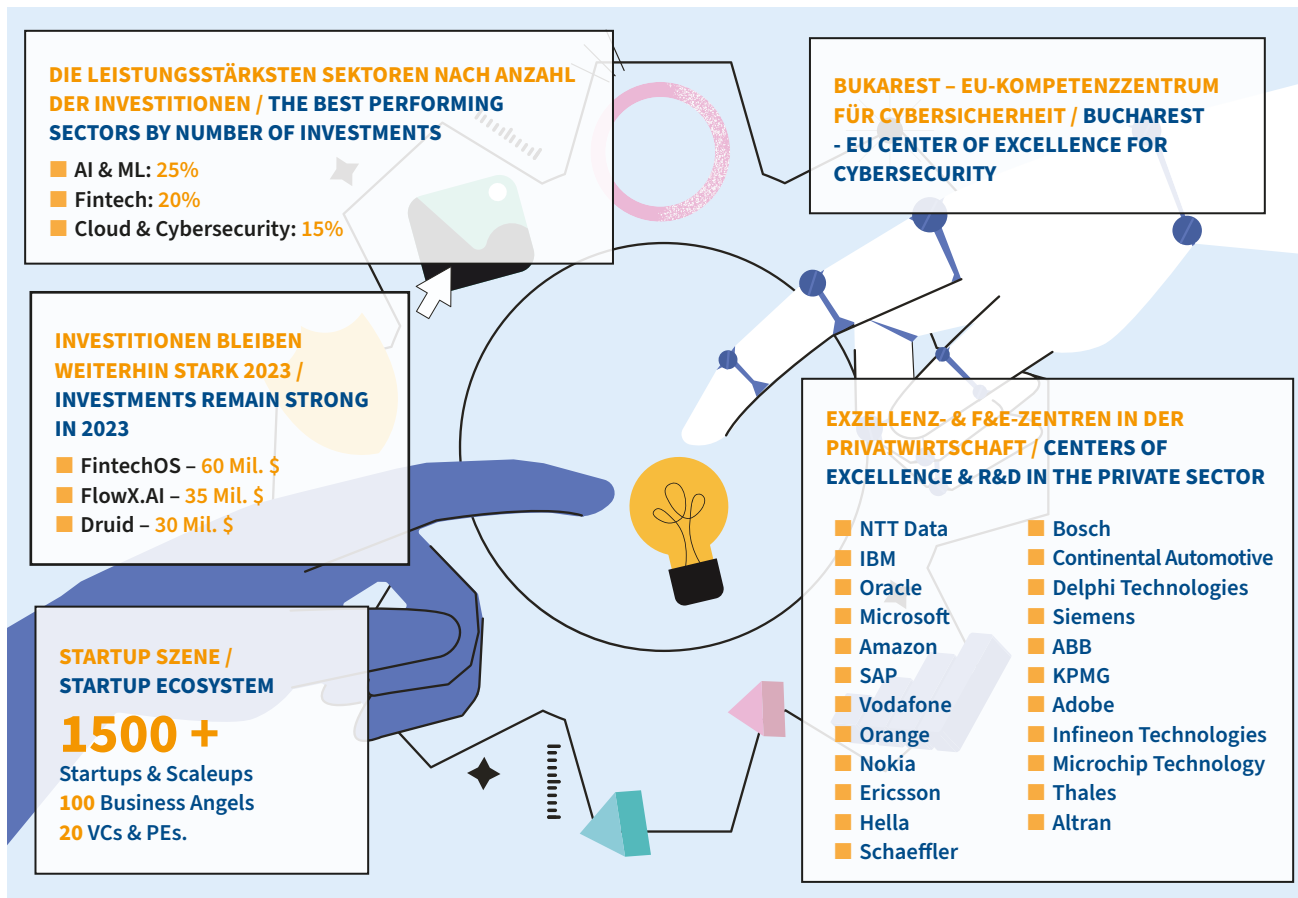 DIE LEISTUNGSSTÄRKSTEN SEKTOREN NACH ANZAHL
DER INVESTITIONEN / THE BEST PERFORMING
SECTORS BY NUMBER OF INVESTMENTS
AI & ML: 25%
Fintech: 20%
Cloud & Cybersecurity: 15%
BUKAREST – EU-KOMPETENZZENTRUM
FÜR CYBERSICHERHEIT / BUCHAREST
- EU CENTER OF EXCELLENCE FOR
CYBERSECURITY
INVESTITIONEN BLEIBEN
WEITERHIN STARK 2023 /
INVESTMENTS REMAIN STRONG
IN 2023
FintechOS – 60 Mil. $
FlowX.AI – 35 Mil. $
Druid – 30 Mil. $
EXZELLENZ- & F&E-ZENTREN IN DER
PRIVATWIRTSCHAFT / CENTERS OF
EXCELLENCE & R&D IN THE PRIVATE SECTOR
NTT Data
IBM
Oracle
Microsoft
Amazon
SAP
Vodafone
Orange
Nokia
Ericsson
Hella
Schaeffler
Bosch
Continental Automotive
Delphi Technologies
Siemens
ABB
KPMG
Adobe
Infineon Technologies
Microchip Technology
Thales
Altran
STARTUP SZENE /
STARTUP ECOSYSTEM
1500 +
Startups & Scaleups
100 Business Angels
20 VCs & PEs.